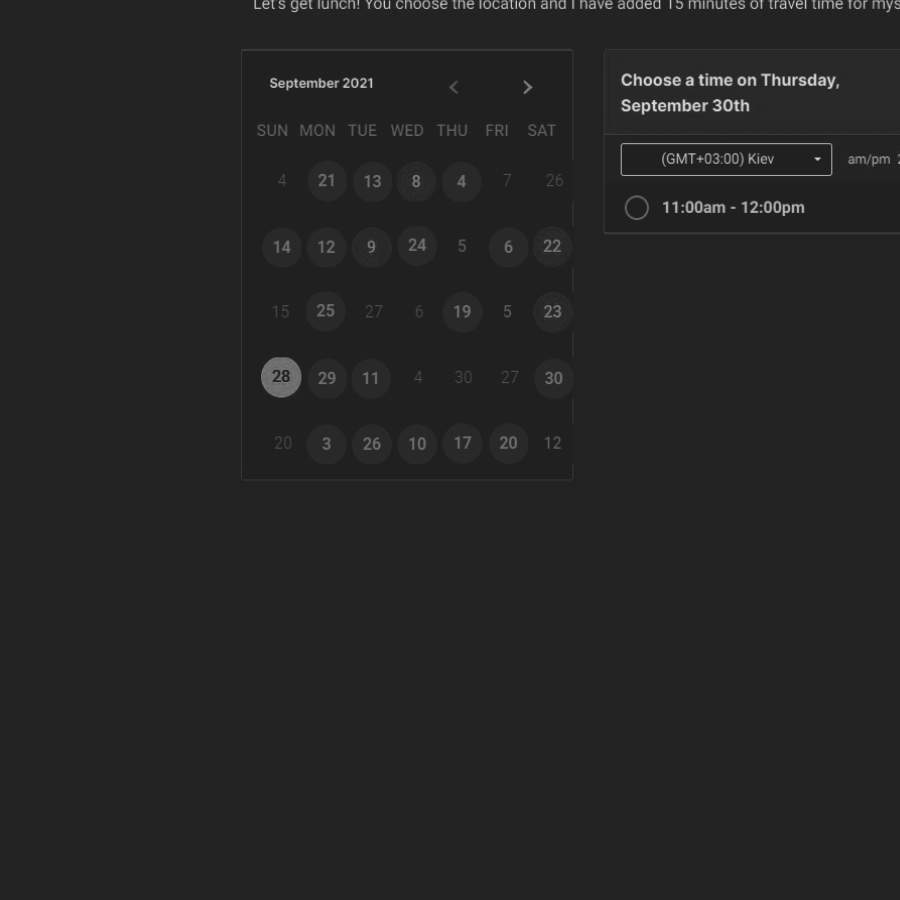 Let's get lunch! You choose the location and I have added 15 minutes of travel time for
September 2021
SUN MON TUE WED THU FRI SAT
4 21 13 8 4 7 26
14 12 9 24 5 6 22
15 25 27 6 19 5 23
28 29 11 4 30 27 30
20 3 26 10 17 20 12
Choose a time on Thursday,
September 30th
(GMT+03:00) Kiev am/pm
11:00am - 12:00pm